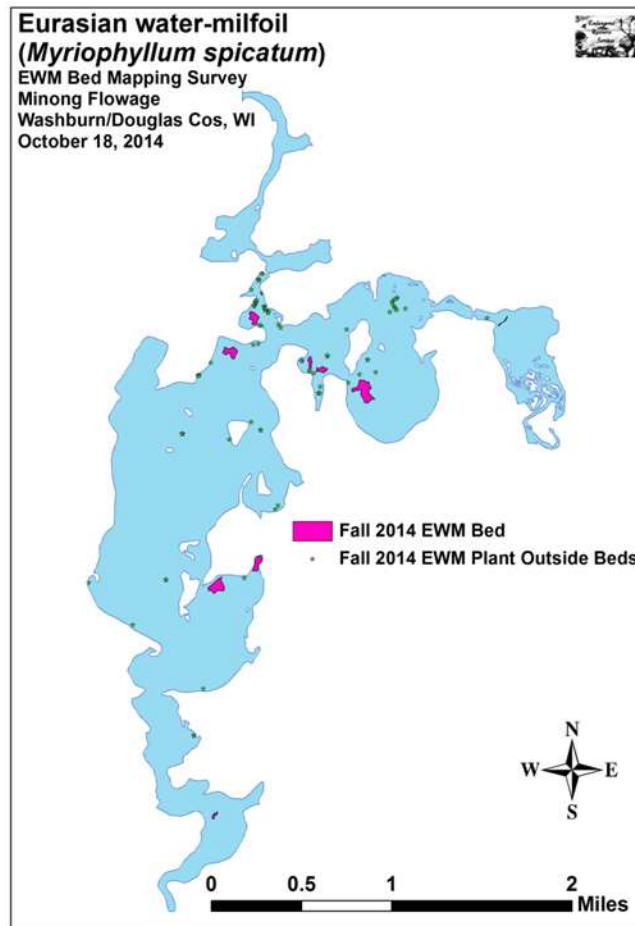 Eurasian water-milfoil
(Myriophyllum spicatum)
EWM Bed Mapping Survey
Minong Flowage
Washburn/Douglas Cos, WI
October 18, 2014
Fall 2014 EWM Bed
Fall 2014 EWM Plant Outside Beds
N
W E
S
0 0.5 1 2
Miles